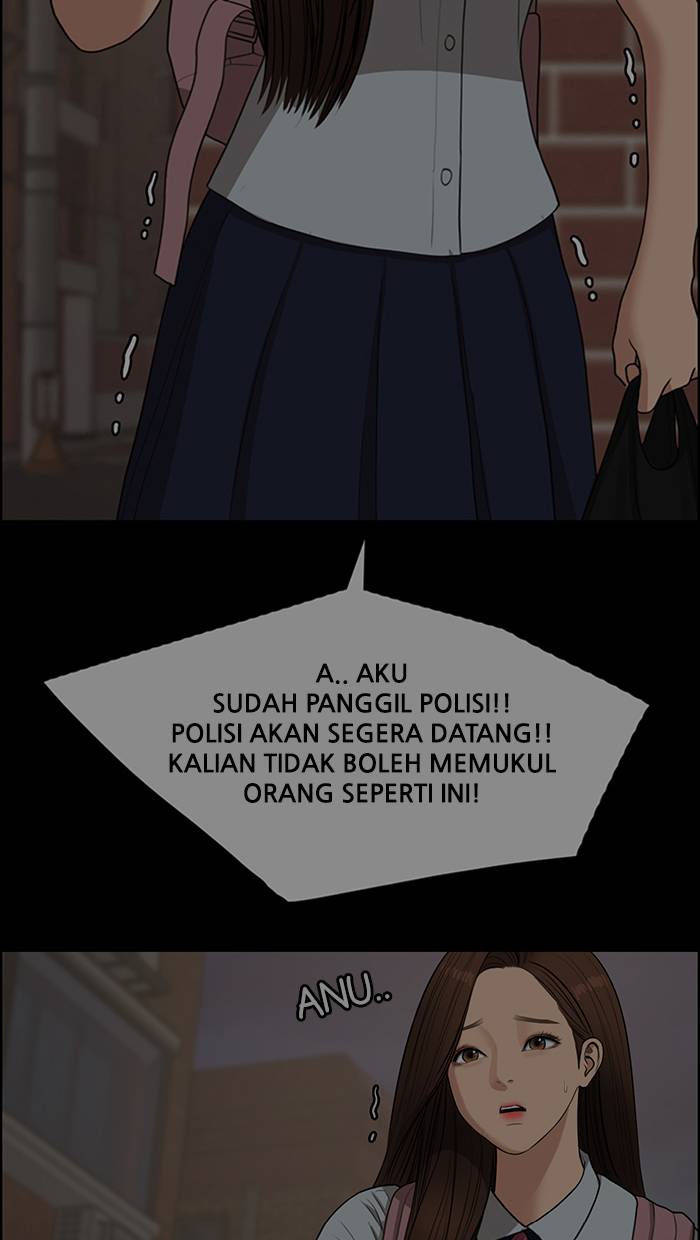 A.. AKU
SUDAH PANGGIL POLISI!!
POLISI AKAN SEGERA DATANG!!
KALIAN TIDAK BOLEH MEMUKUL
ORANG SEPERTI INI!
ANU..